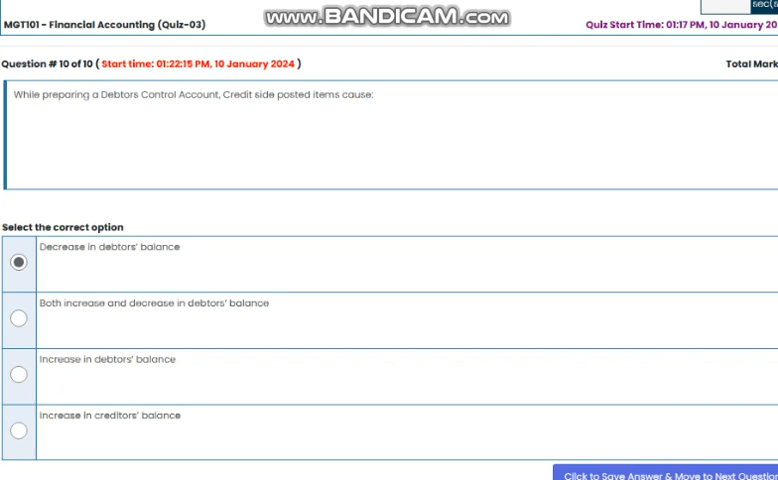 sec(s
www.BANDICAM.com
MGT101 - Financial Accounting (Quiz-03)
Quiz Start Time: 01:17 PM, 10 January 20
Question # 10 of 10 ( Start time: 01:22:15 PM, 10 January 2024 )
Total Mark
While preparing a Debtors Control Account, Credit side posted items cause:
Select the correct option
Decrease in debtors' balance
Both increase and decrease in debtors' balance
Increase in debtors' balance
Increase in creditors' balance
Click to Save Answer & Move to Next Question